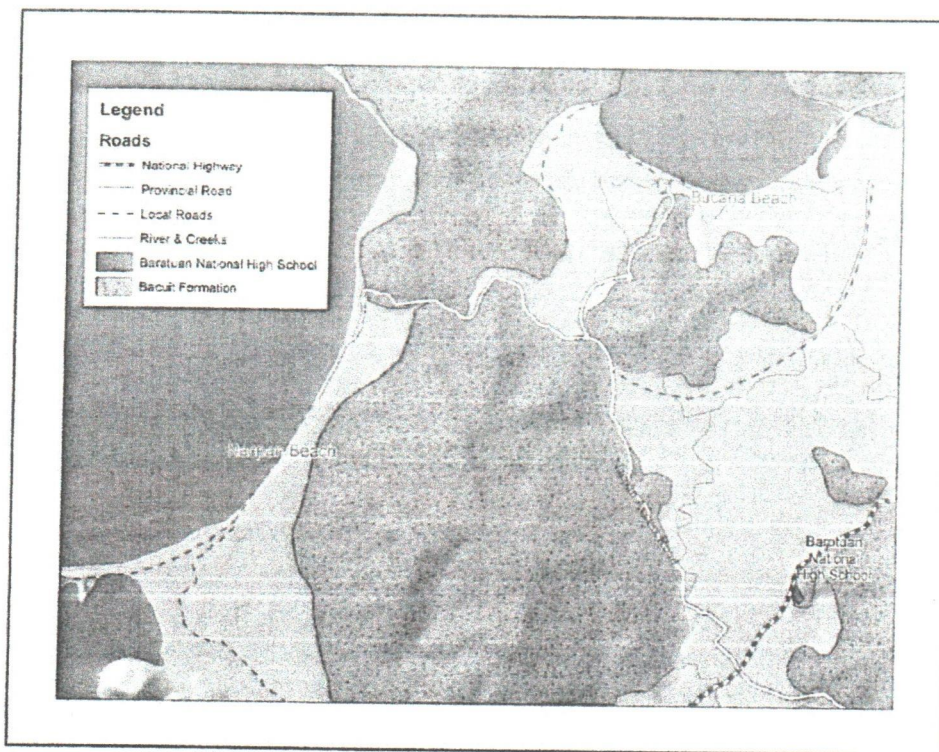 Legend
Roads
National Highway
Provincial Road
Local Roads
River & Creeks
Baratuan National High School
Bacuit Formation
Bucana Beach
Beach
Barotuan
National
High School